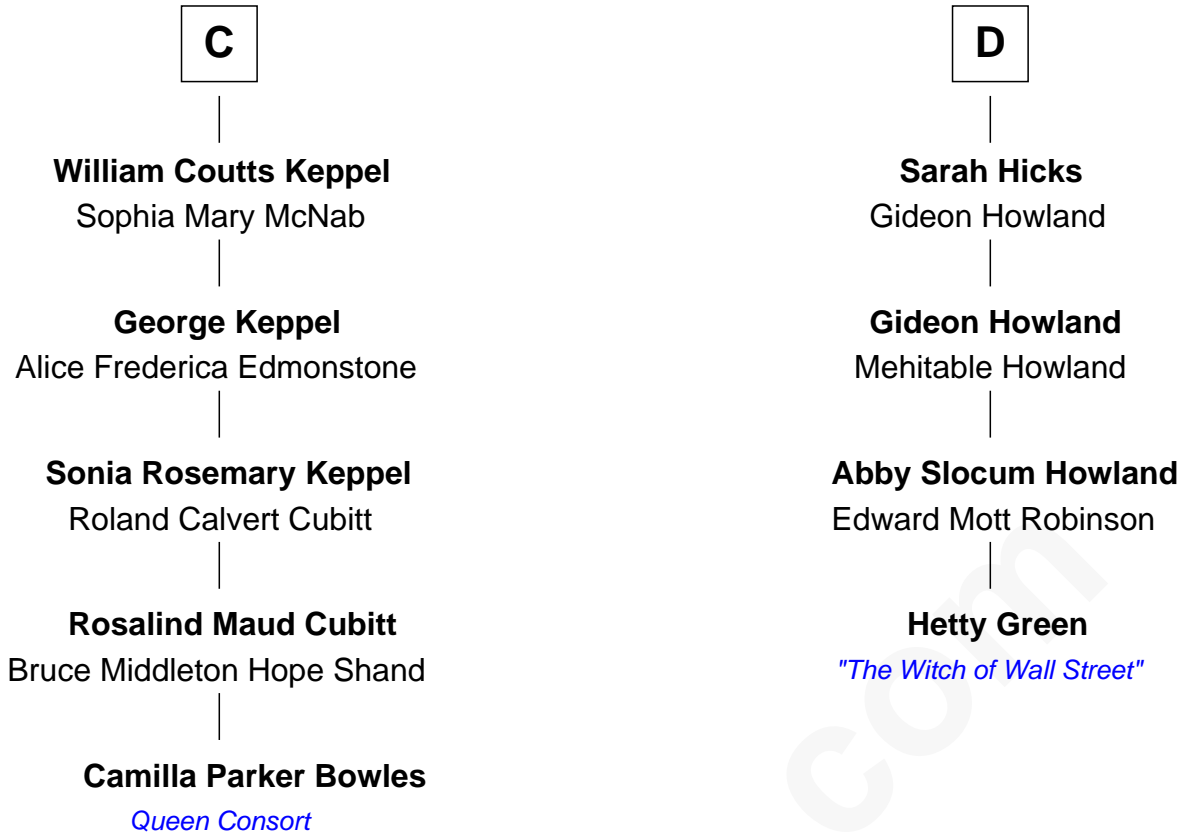 C
William Coutts Keppel
Sophia Mary McNab
George Keppel
Alice Frederica Edmonstone
Sonia Rosemary Keppel
Roland Calvert Cubitt
Rosalind Maud Cubitt
Bruce Middleton Hope Shand
Camilla Parker Bowles
Queen Consort
D
Sarah Hicks
Gideon Howland
Gideon Howland
Mehitable Howland
Abby Slocum Howland
Edward Mott Robinson
Hetty Green
"The Witch of Wall Street"
com